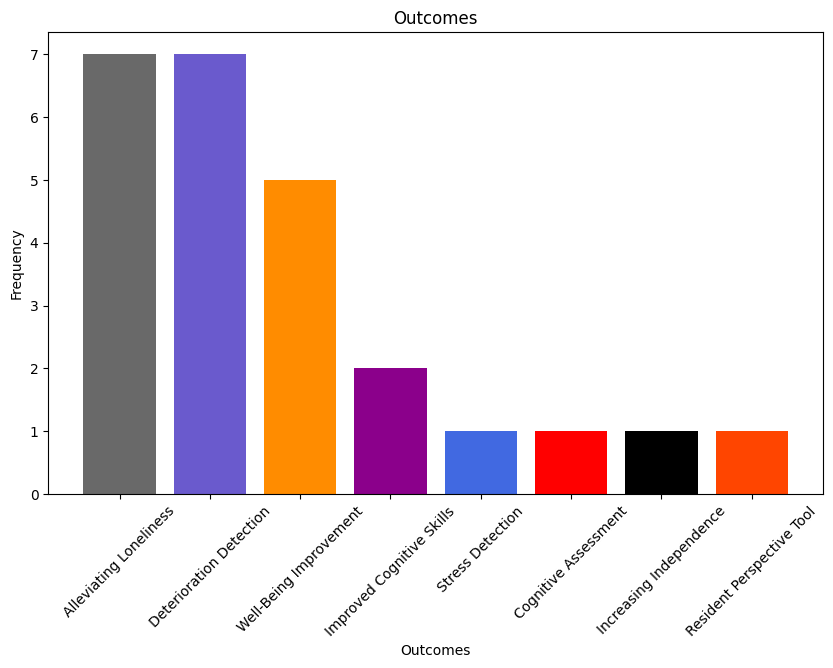 Outcomes
7
6
5
4
3
2
1
0
Frequency
Alleviating Loneliness
Deterioration Detection
Well-Being Improvement
Improved Cognitive Skills
Stress Detection
Cognitive Assessment
Increasing Independence
Resident Perspective Tool
Outcomes